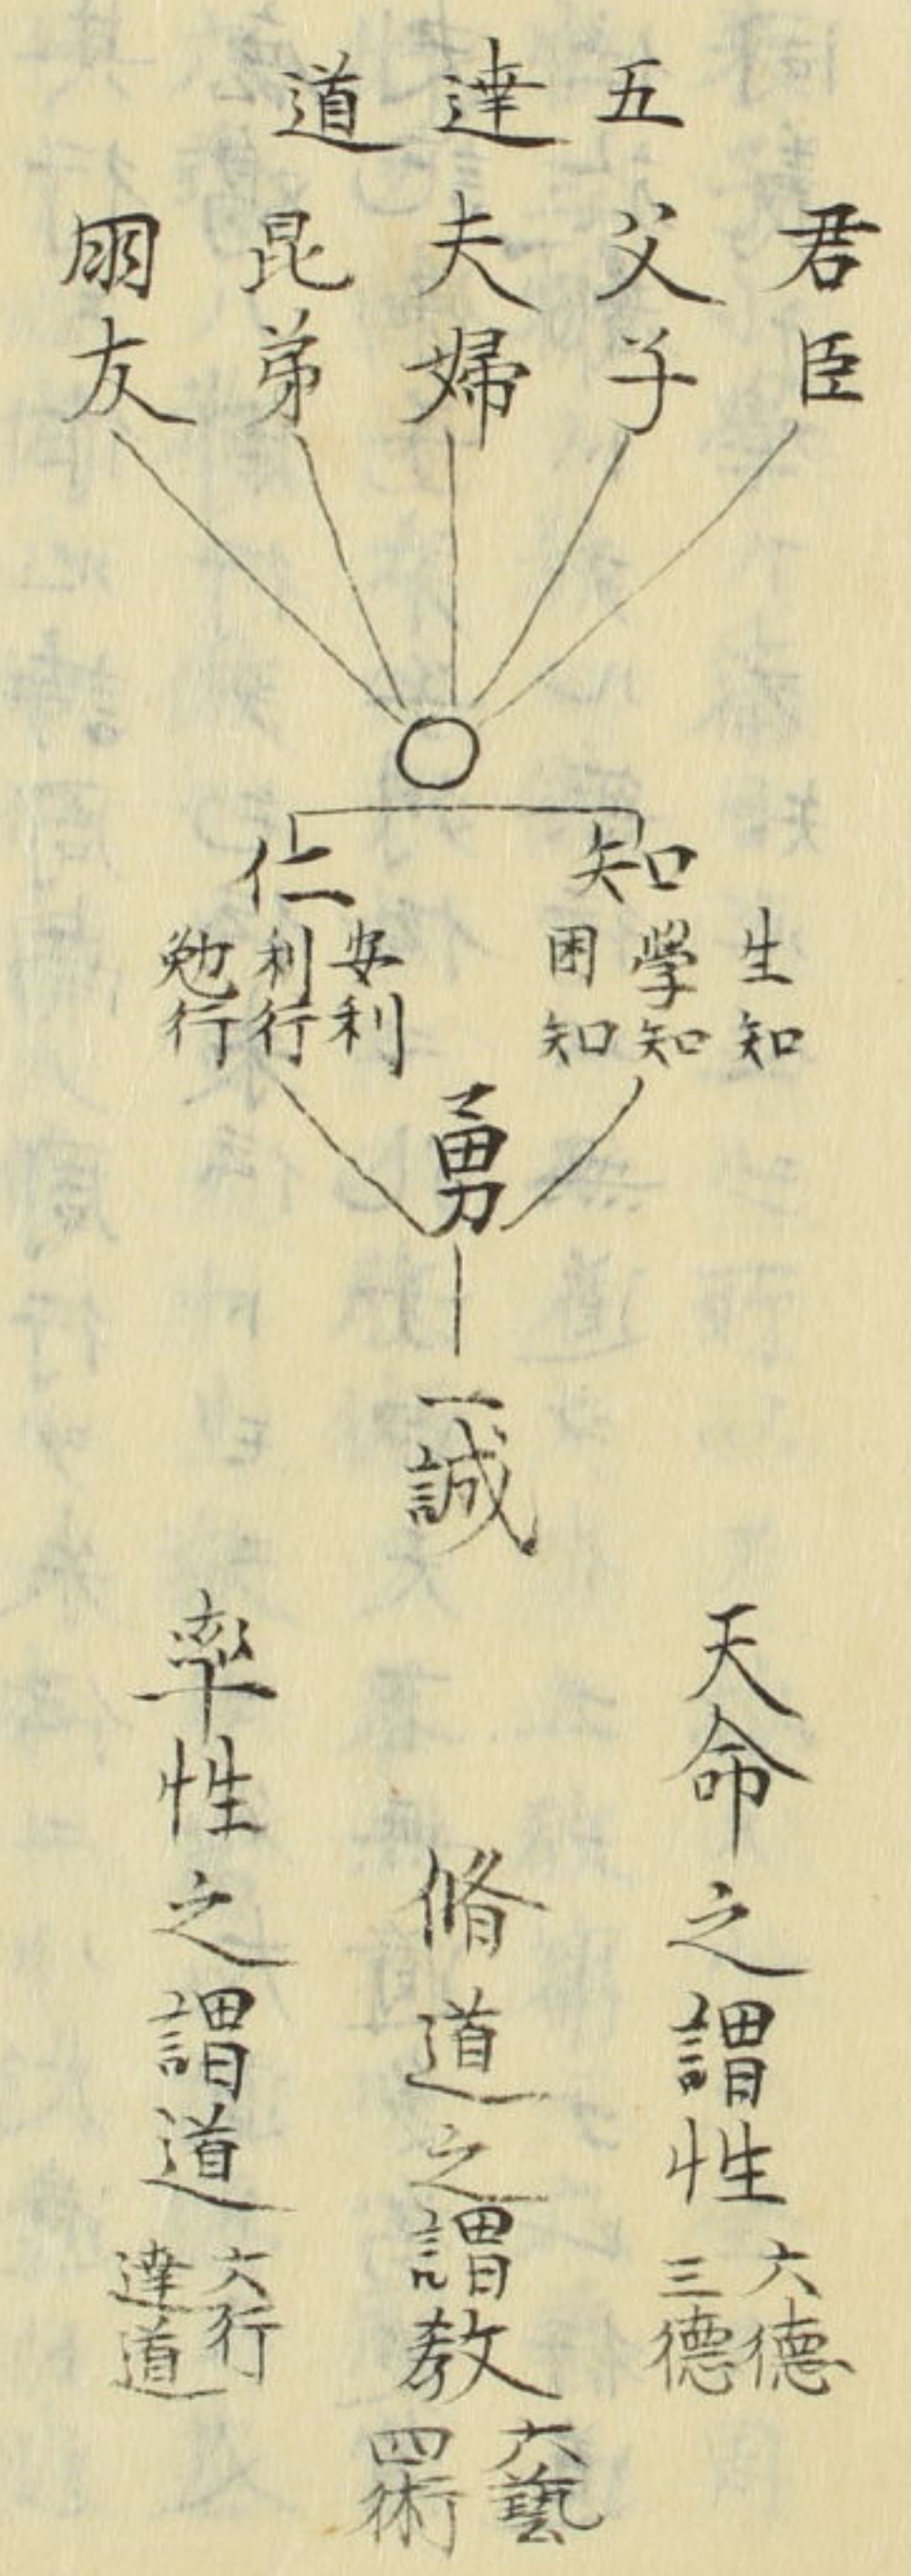 五達道
君臣
父子
夫婦
昆弟
朋友
知
生知
學知
困知
仁
安利
利行
勉行
勇
一誠
天命之謂性
六德
三德
脩道之謂教
六藝
四術
率性之謂道
六行
達道